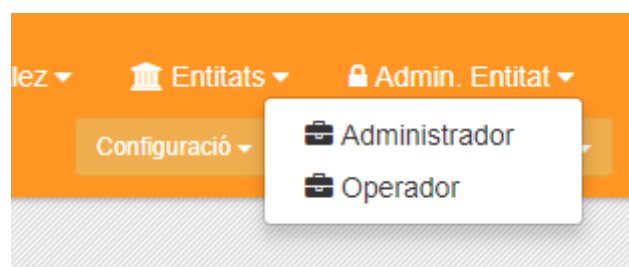 lez Entitats Admin. Entitat
Configuració
Administrador
Operador